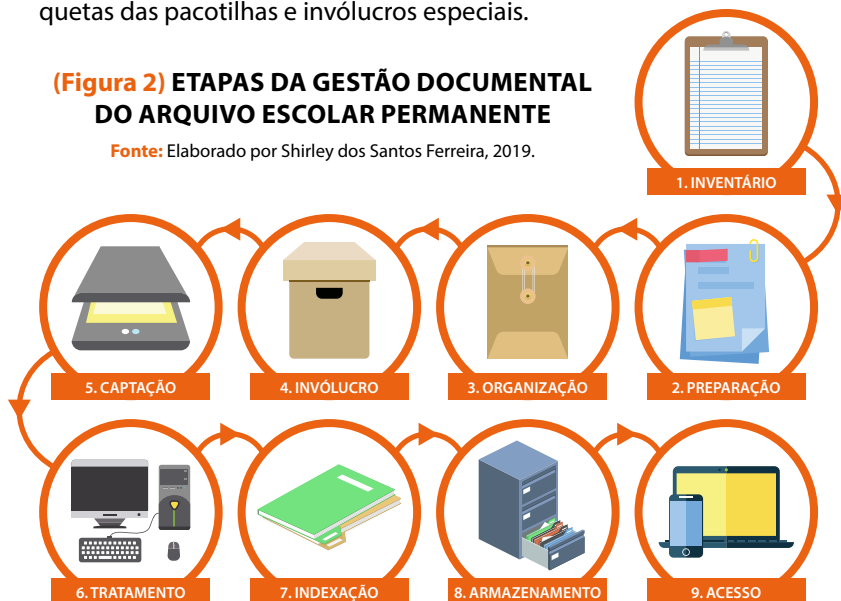 quetas das pacotilhas e invólucros especiais.
(Figura 2) ETAPAS DA GESTÃO DOCUMENTAL
DO ARQUIVO ESCOLAR PERMANENTE
Fonte: Elaborado por Shirley dos Santos Ferreira, 2019.
1. INVENTÁRIO
2. PREPARAÇÃO
3. ORGANIZAÇÃO
4. INVÓLUCRO
5. CAPTAÇÃO
6. TRATAMENTO
7. INDEXAÇÃO
8. ARMAZENAMENTO
9. ACESSO